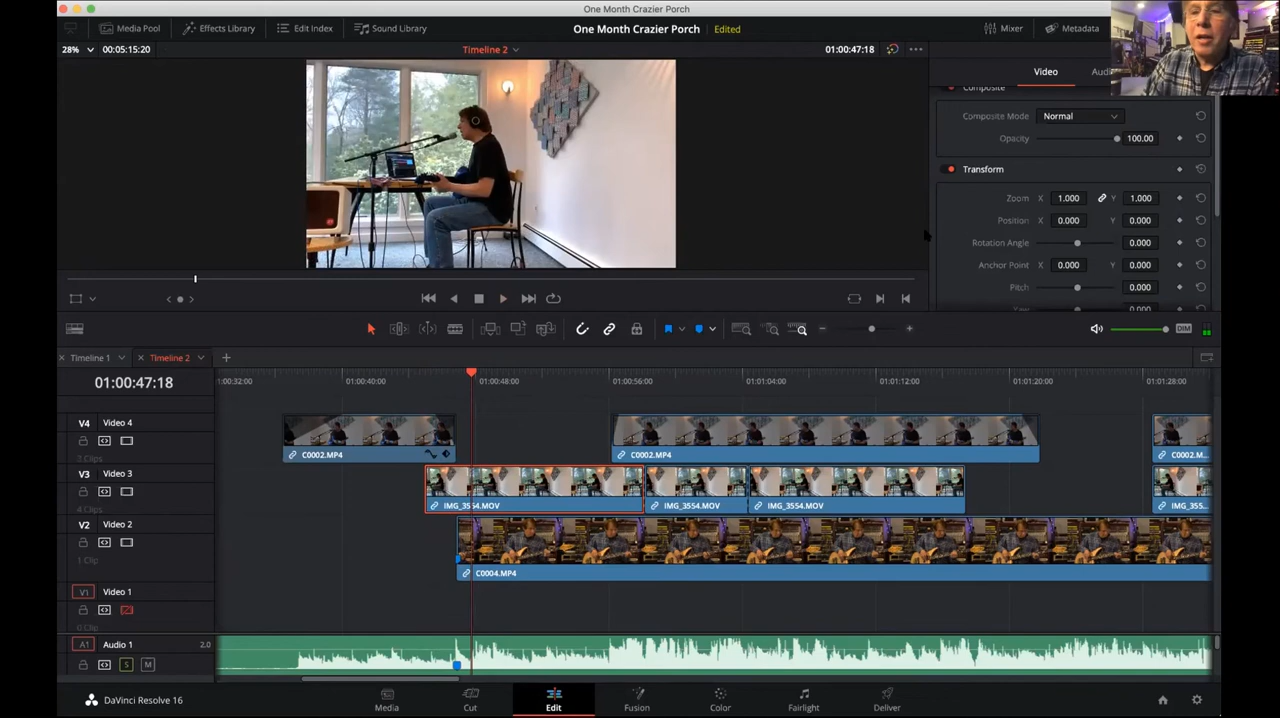 One Month Crazier Porch
Media Pool Effects Library Edit Index Sound Library One Month Crazier Porch Edited Mixer Metadata
28% 00:05:15:20 Timeline 2 01:00:47:18
Video
Composite
Composite Mode Normal
Opacity 100.00
Transform
Zoom X 1.000 Y 1.000
Position X 0.000 Y 0.000
Rotation Angle 0.000
Anchor Point X 0.000 Y 0.000
Pitch 0.000
DIM
Timeline 1 Timeline 2
01:00:47:18
:00:32:00 01:00:40:00 01:00:48:00 01:00:56:00 01:01:04:00 01:01:12:00 01:01:20:00 01:01:28:00
V4 Video 4
C0002.MP4 C0002.MP4 C0002.M...
V3 Video 3
4 Clips
IMG_3554.MOV IMG_3554.MOV IMG_3554.MOV IMG_355...
V2 Video 2
1 Clip
C0004.MP4
V1 Video 1
0 Clip
A1 Audio 1 2.0
S M
DaVinci Resolve 16 Media Cut Edit Fusion Color Fairlight Deliver